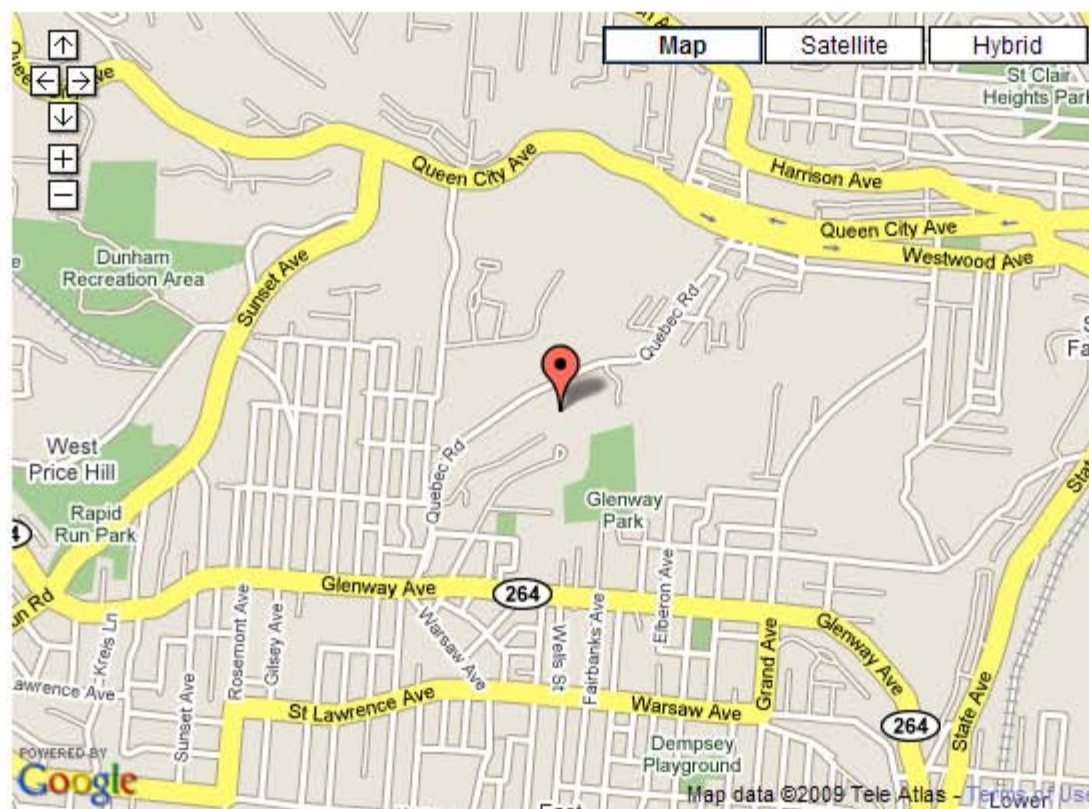 Map
Satellite
Hybrid
St Clair
Heights Park
Queen City Ave
Harrison Ave
Queen City Ave
Westwood Ave
Dunham
Recreation Area
Sunset Ave
Quebec Rd
West
Price Hill
Quebec Rd
Glenway
Park
Rapid
Run Park
Glenway Ave
264
Elberon Ave
Glenway Ave
Kreis Ln
Rosemont Ave
Gilsey Ave
Warsaw Ave
Wells St
Fairbanks Ave
Grand Ave
State Ave
Lawrence Ave
Sunset Ave
St Lawrence Ave
Warsaw Ave
264
Dempsey
Playground
POWERED BY
Google
East
Lower
Map data ©2009 Tele Atlas - Terms of Use